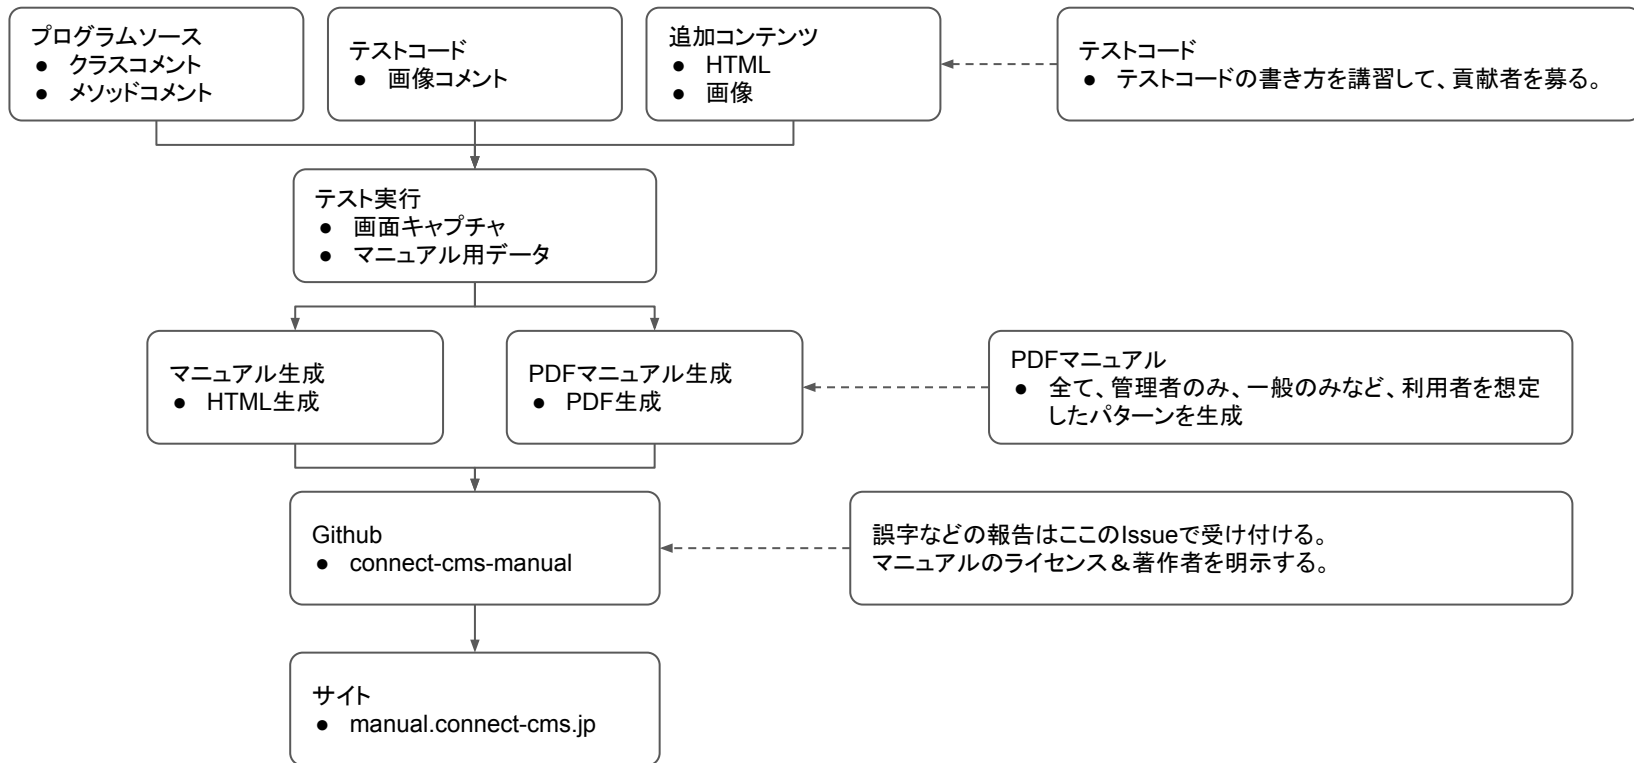 プログラムソース
● クラスコメント
● メソッドコメント
テストコード
● 画像コメント
追加コンテンツ
● HTML
● 画像
テストコード
● テストコードの書き方を講習して、貢献者を募る。
テスト実行
● 画面キャプチャ
● マニュアル用データ
マニュアル生成
● HTML生成
PDFマニュアル生成
● PDF生成
PDFマニュアル
● 全て、管理者のみ、一般のみなど、利用者を想定
したパターンを生成
Github
● connect-cms-manual
誤字などの報告はここのIssueで受け付ける。
マニュアルのライセンス＆著作者を明示する。
サイト
● manual.connect-cms.jp